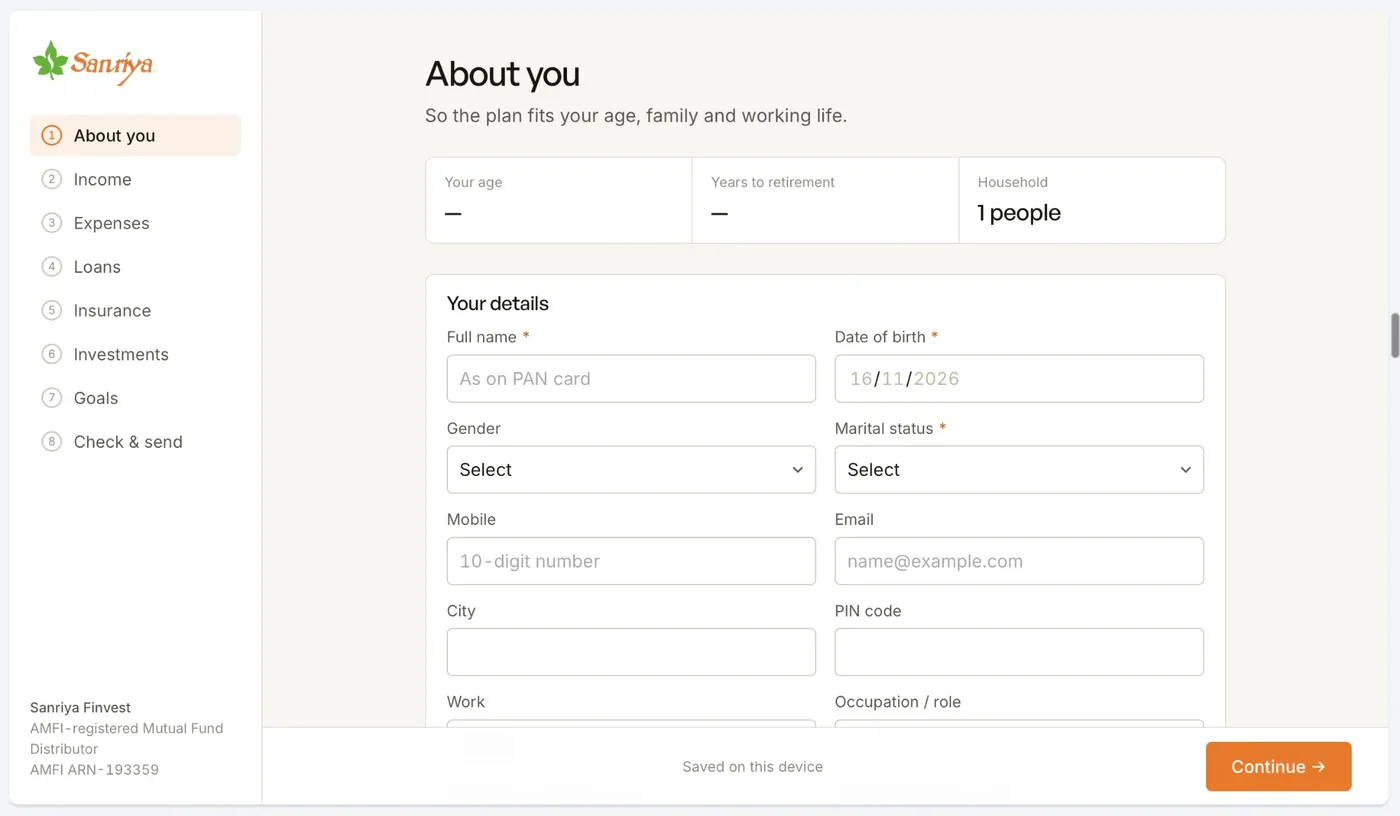 Sanriya
1 About you
2 Income
3 Expenses
4 Loans
5 Insurance
6 Investments
7 Goals
8 Check & send
Sanriya Finvest
AMFI-registered Mutual Fund
Distributor
AMFI ARN-193359
About you
So the plan fits your age, family and working life.
Your age
—
Years to retirement
—
Household
1 people
Your details
Full name *
As on PAN card
Date of birth *
16/11/2026
Gender
Select
Marital status *
Select
Mobile
10-digit number
Email
name@example.com
City
PIN code
Work
Occupation / role
Saved on this device
Continue →